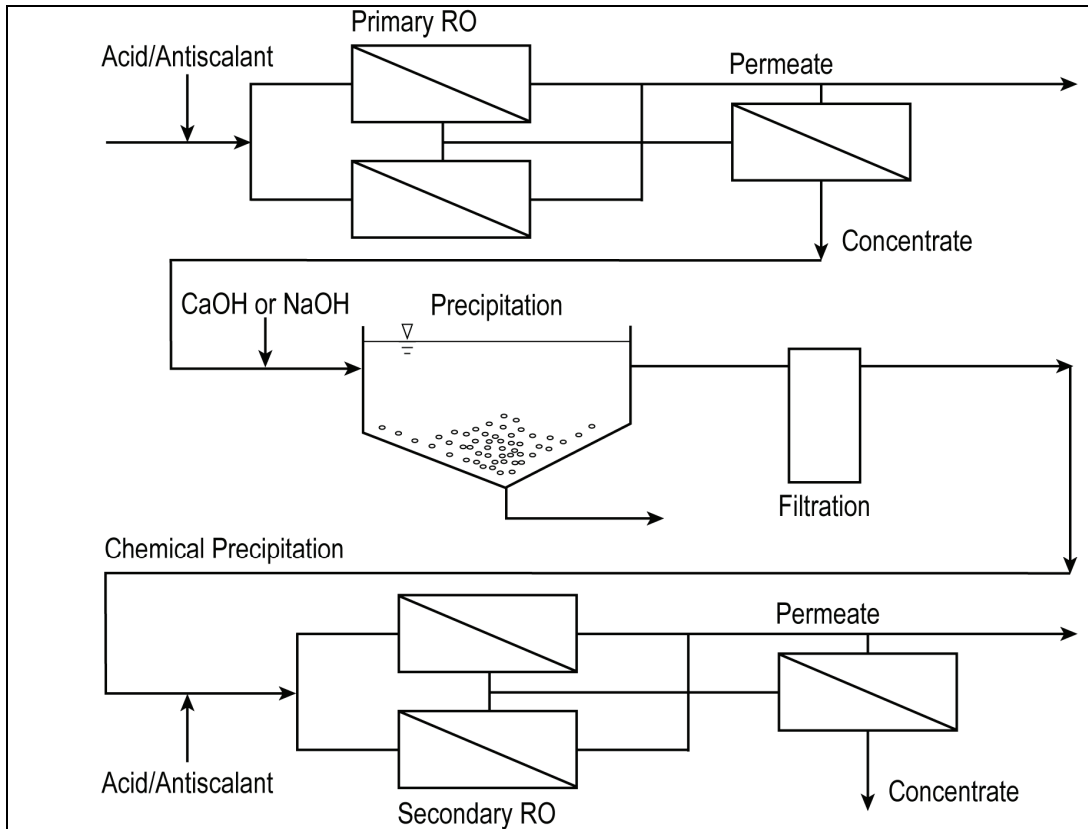 Primary RO
Acid/Antiscalant
Permeate
Concentrate
CaOH or NaOH
Precipitation
Filtration
Chemical Precipitation
Permeate
Acid/Antiscalant
Concentrate
Secondary RO